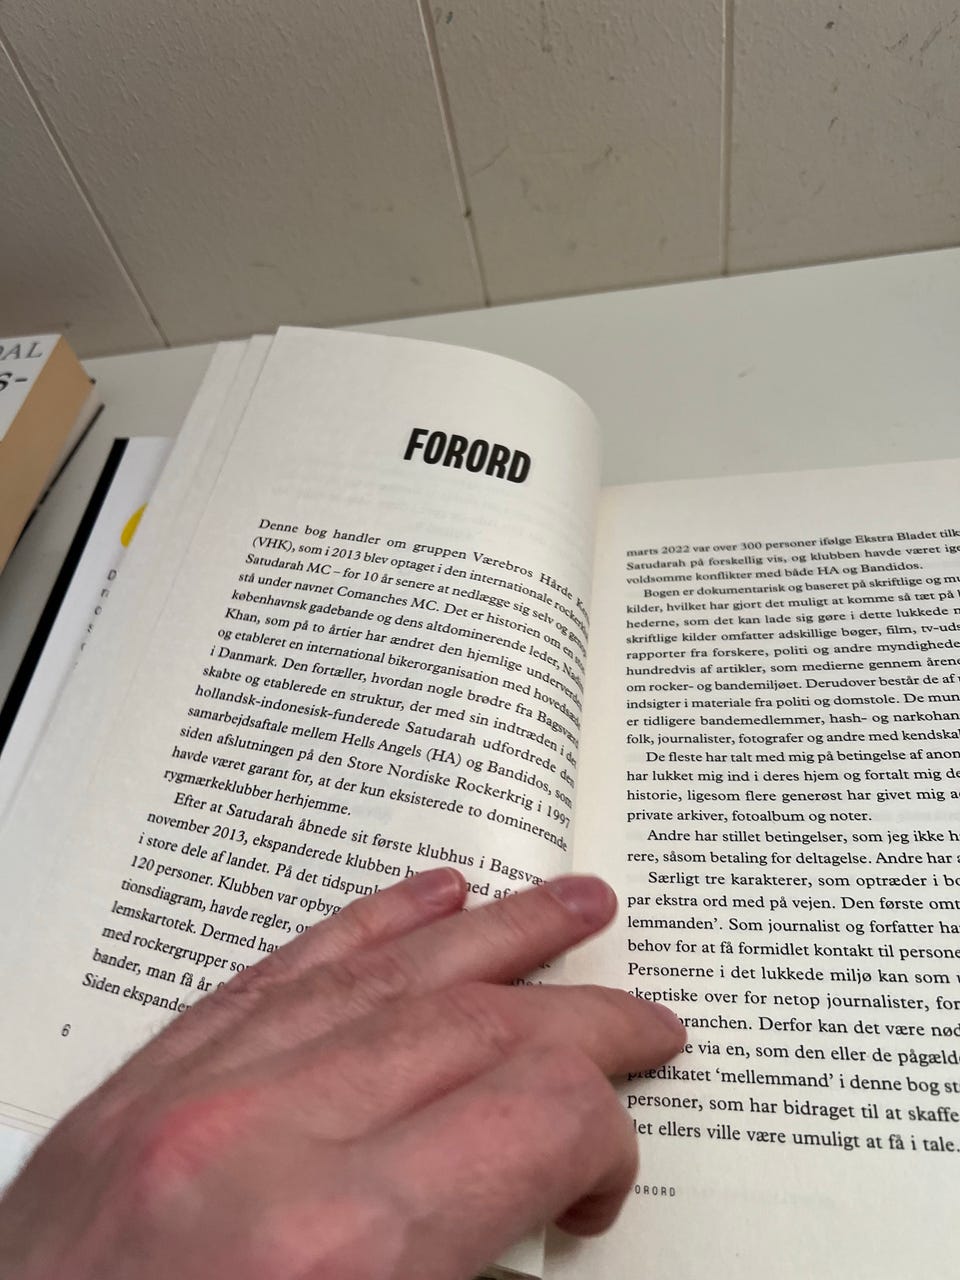 DAL
S-
FORORD
Denne bog handler om gruppen Værebros Hårde
(VHK), som i 2013 blev optaget i den internationale
Satudarah MC – for 10 år senere at nedlægge sig selv og
stå under navnet Comanches MC. Det er historien om en
københavnsk gadebande og dens altdominerende leder,
Khan, som på to årtier har ændret den hjemlige underverden
og etableret en international bikerorganisation med
i Danmark. Den fortæller, hvordan nogle brødre fra Bagsværd
skabte og etablerede en struktur, der med sin indtræden i
hollandsk-indonesisk-funderede Satudarah udfordrede den
samarbejdsaftale mellem Hells Angels (HA) og Bandidos, som
siden afslutningen på den Store Nordiske Rockerkrig i 1997
havde været garant for, at der kun eksisterede to dominerende
rygmærkeklubber herhjemme.
Efter at Satudarah åbnede sit første klubhus i
november 2013, ekspanderede klubben
i store dele af landet. På det
120 personer. Klubben var
tionsdiagram, havde regler,
lemskartotek. Dermed
med rockergrupper
bander, man få år
Siden
6
marts 2022 var over 300 personer ifølge Ekstra Bladet
Satudarah på forskellig vis, og klubben havde været
voldsomme konflikter med både HA og Bandidos.
Bogen er dokumentarisk og baseret på skriftlige og
kilder, hvilket har gjort det muligt at komme så tæt på
hederne, som det kan lade sig gøre i dette lukkede
skriftlige kilder omfatter adskillige bøger, film, tv-uds
rapporter fra forskere, politi og andre myndighede
hundredvis af artikler, som medierne gennem årene
om rocker- og bandemiljøet. Derudover består de af
indsigter i materiale fra politi og domstole. De mun
er tidligere bandemedlemmer, hash- og narkohan
folk, journalister, fotografer og andre med kendskab
De fleste har talt med mig på betingelse af anon
har lukket mig ind i deres hjem og fortalt mig de
historie, ligesom flere generøst har givet mig
private arkiver, fotoalbum og noter.
Andre har stillet betingelser, som jeg ikke
rere, såsom betaling for deltagelse. Andre har
Særligt tre karakterer, som optræder i
par ekstra ord med på vejen. Den første omt
lemmanden’. Som journalist og forfatter
behov for at få formidlet kontakt til persone
Personerne i det lukkede miljø kan som
skeptiske over for netop journalister, for
branchen. Derfor kan det være nød
via en, som den eller de pågæld
prædikatet ‘mellemmand’ i denne bog
personer, som har bidraget til at skaffe
det ellers ville være umuligt at få i tale.
FORORD